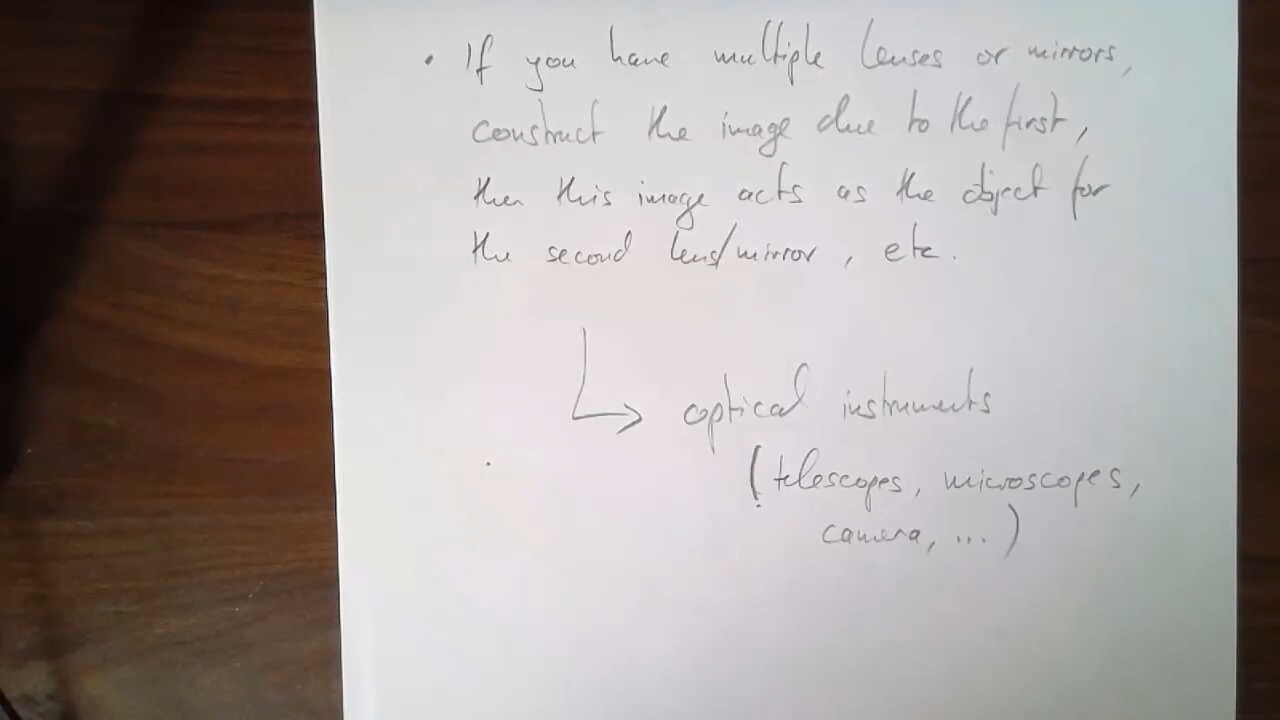 • If you have multiple lenses or mirrors,
construct the image due to the first,
then this image acts as the object for
the second lens/mirror, etc.
↳ optical instruments
(telescopes, microscopes,
camera, ...)